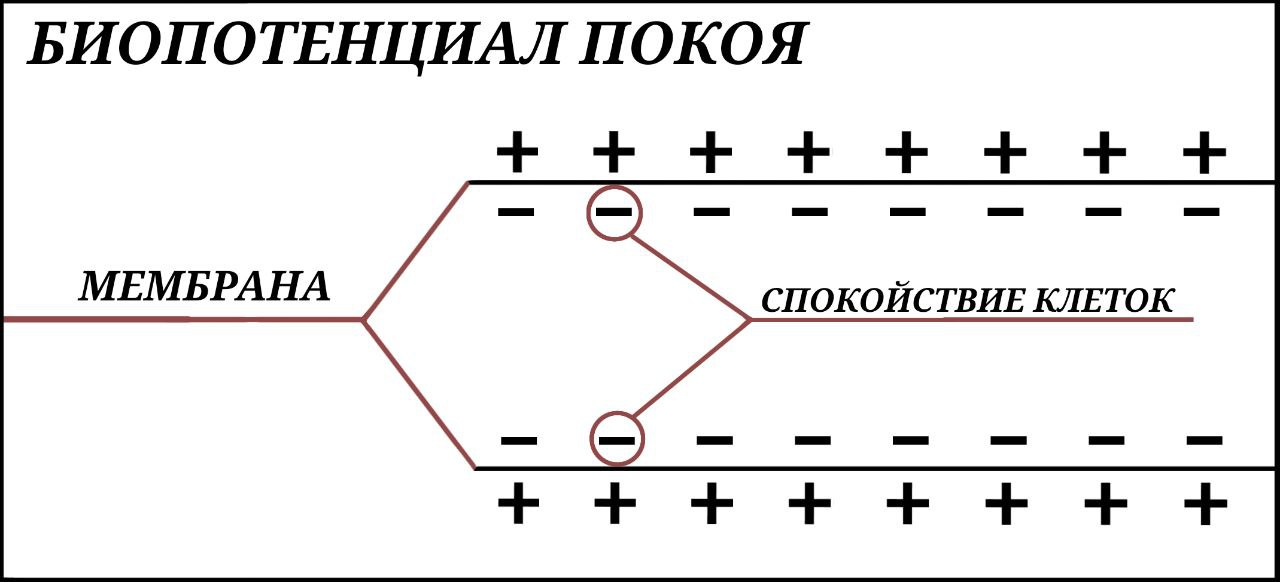 БИОПОТЕНЦИАЛ ПОКОЯ
+ + + + + + + +
− − − − − − − −
МЕМБРАНА
СПОКОЙСТВИЕ КЛЕТОК
− − − − − − − −
+ + + + + + + +